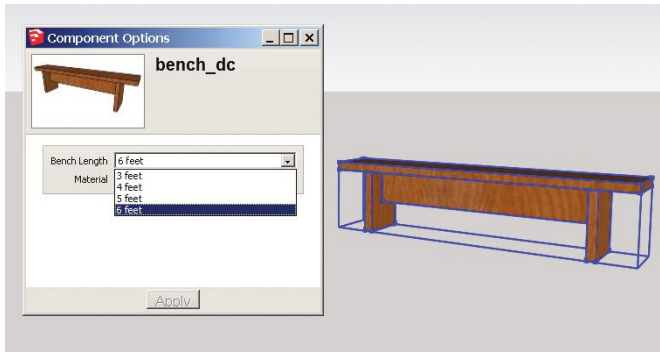 Component Options
bench_dc
Bench Length 6 feet
Material
3 feet
4 feet
5 feet
6 feet
Apply